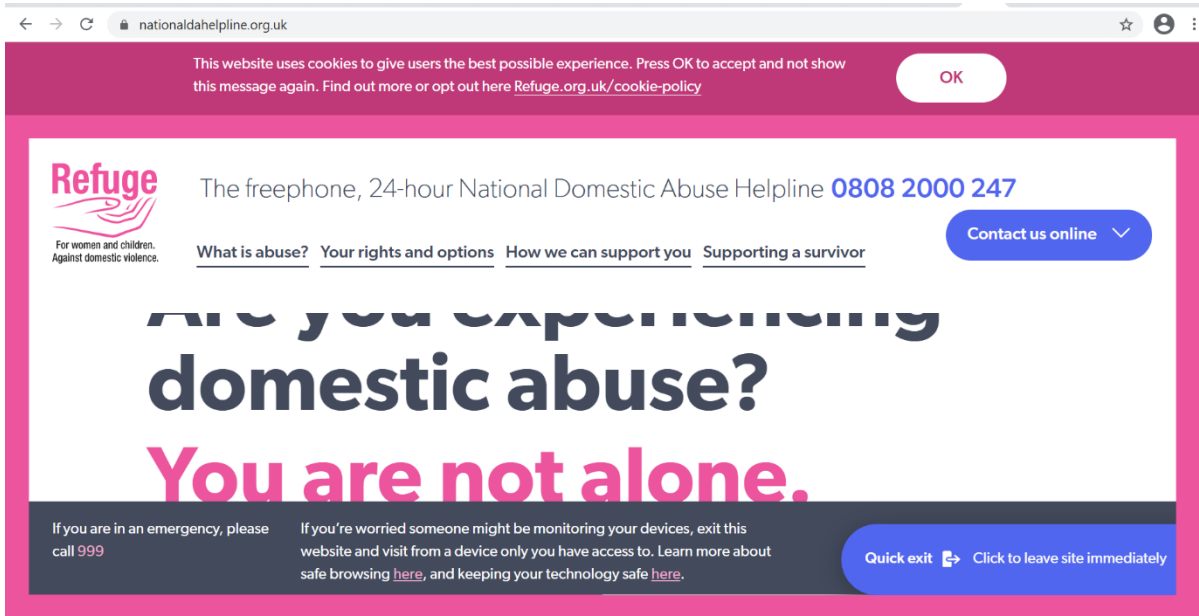 nationaldahelpline.org.uk
This website uses cookies to give users the best possible experience. Press OK to accept and not show
this message again. Find out more or opt out here Refuge.org.uk/cookie-policy
OK
Refuge
For women and children.
Against domestic violence.
The freephone, 24-hour National Domestic Abuse Helpline 0808 2000 247
Contact us online
What is abuse? Your rights and options How we can support you Supporting a survivor
Are you experiencing
domestic abuse?
You are not alone.
If you are in an emergency, please
call 999
If you're worried someone might be monitoring your devices, exit this
website and visit from a device only you have access to. Learn more about
safe browsing here, and keeping your technology safe here.
Quick exit Click to leave site immediately